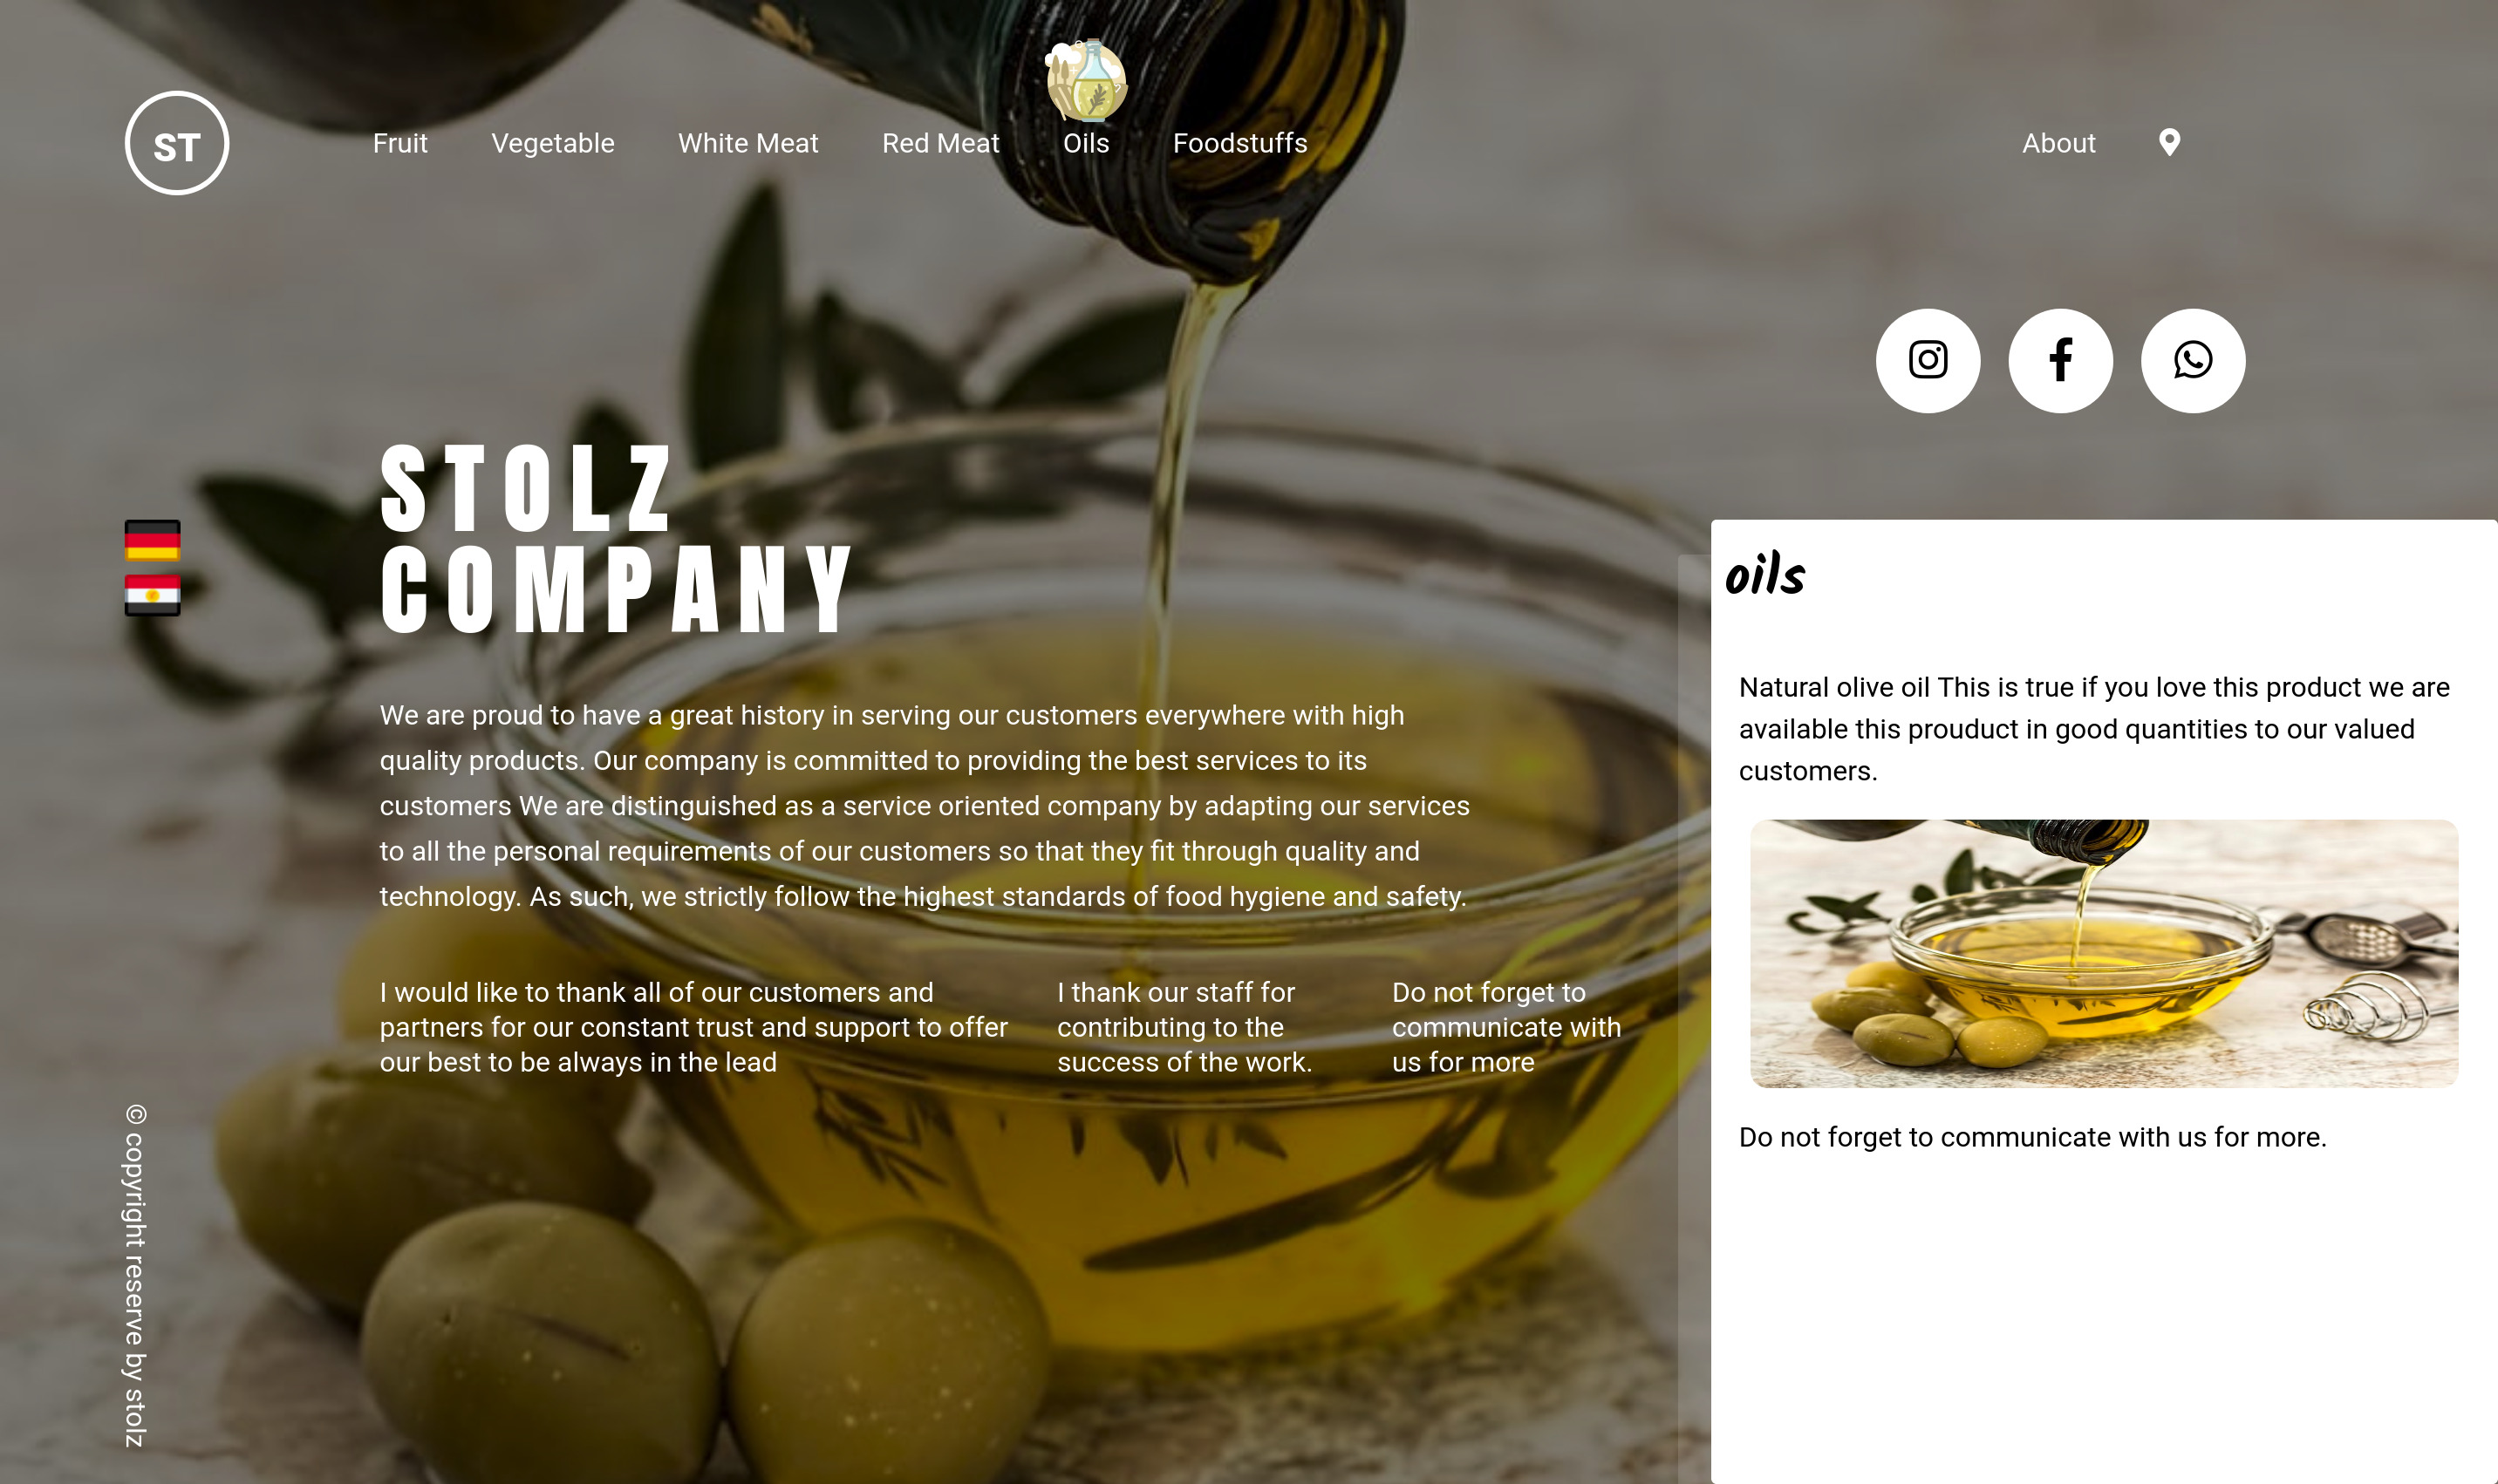 ST
Fruit
Vegetable
White Meat
Red Meat
Oils
Foodstuffs
About
STOLZ
COMPANY
We are proud to have a great history in serving our customers everywhere with high
quality products. Our company is committed to providing the best services to its
customers We are distinguished as a service oriented company by adapting our services
to all the personal requirements of our customers so that they fit through quality and
technology. As such, we strictly follow the highest standards of food hygiene and safety.
I would like to thank all of our customers and
partners for our constant trust and support to offer
our best to be always in the lead
I thank our staff for
contributing to the
success of the work.
Do not forget to
communicate with
us for more
© copyright reserve by stolz
oils
Natural olive oil This is true if you love this product we are
available this prouduct in good quantities to our valued
customers.
Do not forget to communicate with us for more.